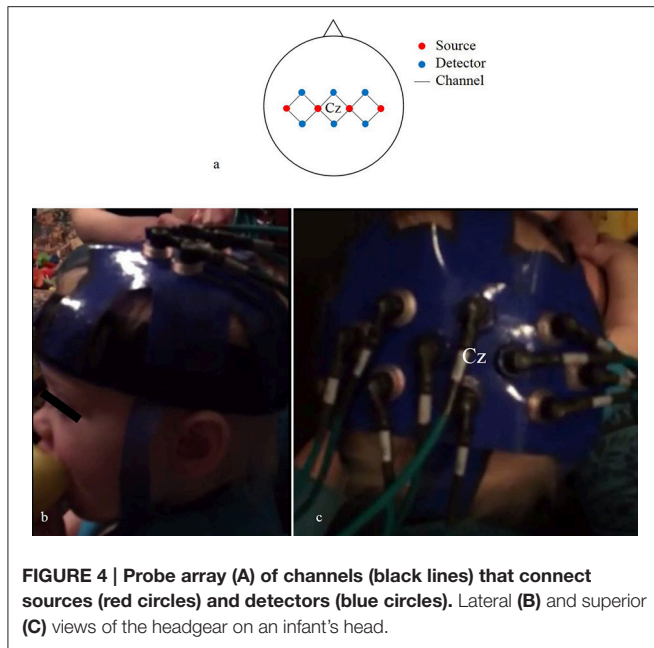 Source
Detector
Channel
Cz
a
Cz
b
c
FIGURE 4 | Probe array (A) of channels (black lines) that connect
sources (red circles) and detectors (blue circles). Lateral (B) and superior
(C) views of the headgear on an infant's head.